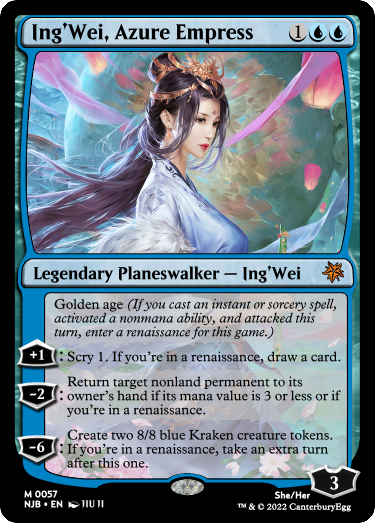 Ing'Wei, Azure Empress 1
Legendary Planeswalker — Ing'Wei
Golden age (If you cast an instant or sorcery spell,
activated a nonmana ability, and attacked this
turn, enter a renaissance for this game.)
+1: Scry 1. If you're in a renaissance, draw a card.
Return target nonland permanent to its
-2: owner's hand if its mana value is 3 or less or if
you're in a renaissance.
Create two 8/8 blue Kraken creature tokens.
-6: If you're in a renaissance, take an extra turn
after this one.
3
M 0057
NJB • EN
She/Her
™ & © 2022 CanterburyEgg